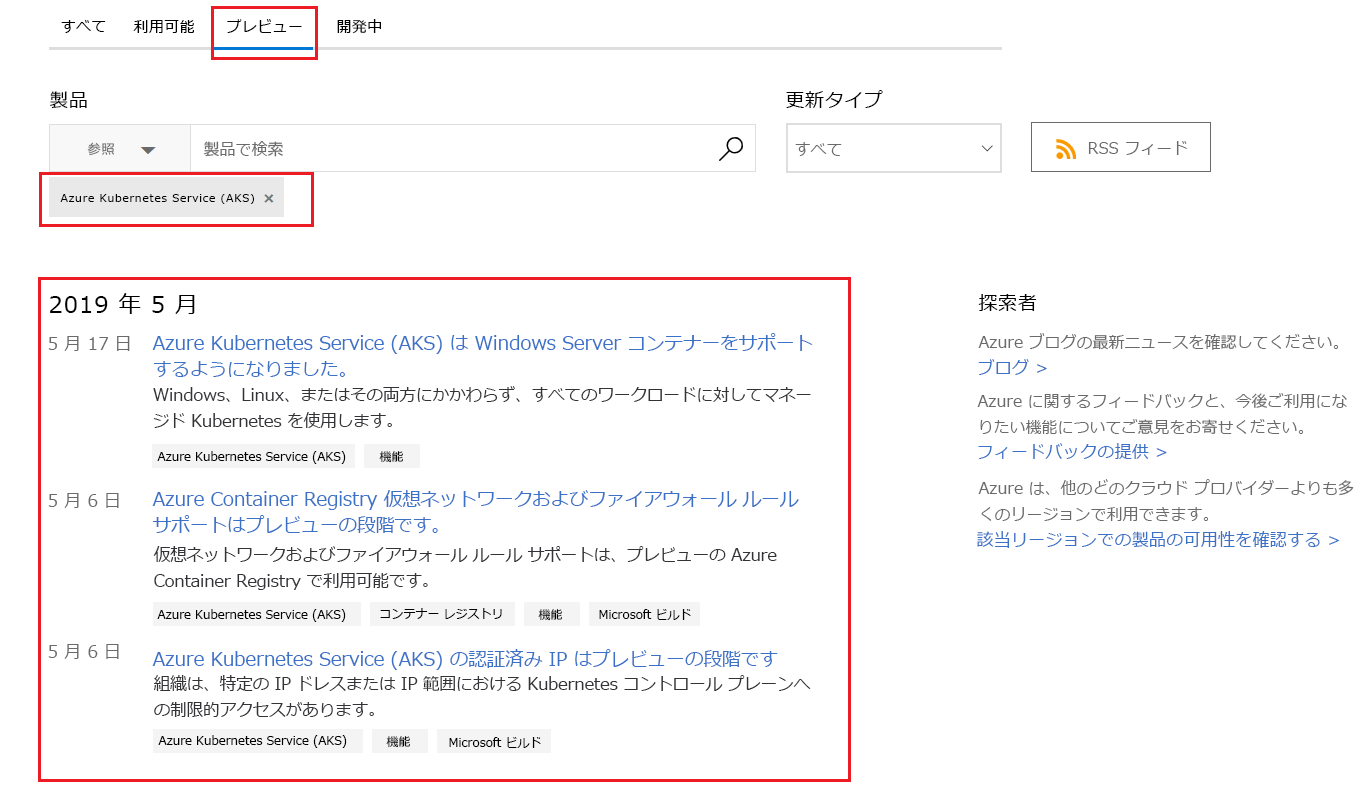 すべて 利用可能 プレビュー 開発中
製品
更新タイプ
参照
製品で検索
すべて
RSS フィード
Azure Kubernetes Service (AKS) ×
2019 年 5 月
5 月 17 日
Azure Kubernetes Service (AKS) は Windows Server コンテナーをサポート
するようになりました。
Windows、Linux、またはその両方にかかわらず、すべてのワークロードに対してマネー
ジド Kubernetes を使用します。
Azure Kubernetes Service (AKS) 機能
5 月 6 日
Azure Container Registry 仮想ネットワークおよびファイアウォール ルール
サポートはプレビューの段階です。
仮想ネットワークおよびファイアウォール ルール サポートは、プレビューの Azure
Container Registry で利用可能です。
Azure Kubernetes Service (AKS) コンテナー レジストリ 機能 Microsoft ビルド
5 月 6 日
Azure Kubernetes Service (AKS) の認証済み IP はプレビューの段階です
組織は、特定の IP ドレスまたは IP 範囲における Kubernetes コントロール プレーンへ
の制限的アクセスがあります。
Azure Kubernetes Service (AKS) 機能 Microsoft ビルド
探索者
Azure ブログの最新ニュースを確認してください。
ブログ >
Azure に関するフィードバックと、今後ご利用にな
りたい機能についてご意見をお寄せください。
フィードバックの提供 >
Azure は、他のどのクラウド プロバイダーよりも多
くのリージョンで利用できます。
該当リージョンでの製品の可用性を確認する >